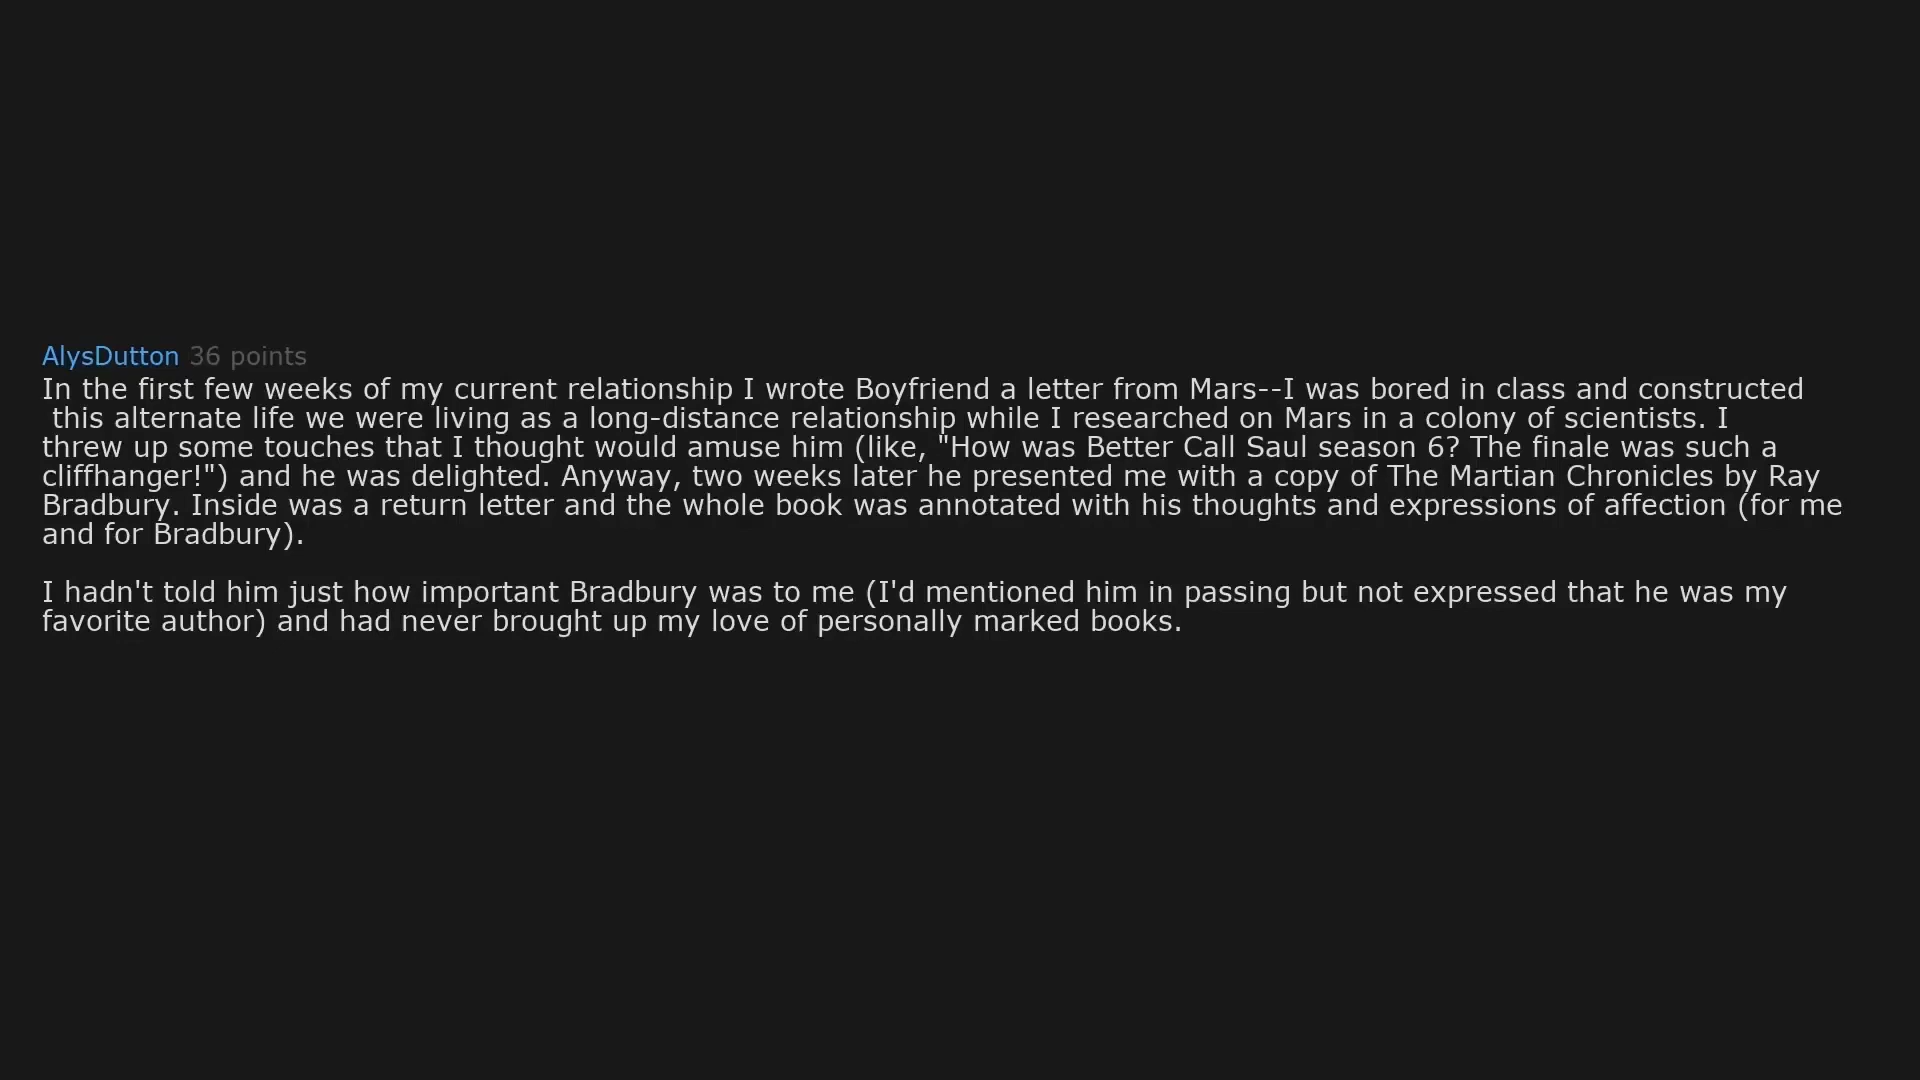 AlysDutton 36 points
In the first few weeks of my current relationship I wrote Boyfriend a letter from Mars--I was bored in class and constructed
this alternate life we were living as a long-distance relationship while I researched on Mars in a colony of scientists. I
threw up some touches that I thought would amuse him (like, "How was Better Call Saul season 6? The finale was such a
cliffhanger!") and he was delighted. Anyway, two weeks later he presented me with a copy of The Martian Chronicles by Ray
Bradbury. Inside was a return letter and the whole book was annotated with his thoughts and expressions of affection (for me
and for Bradbury).
I hadn't told him just how important Bradbury was to me (I'd mentioned him in passing but not expressed that he was my
favorite author) and had never brought up my love of personally marked books.